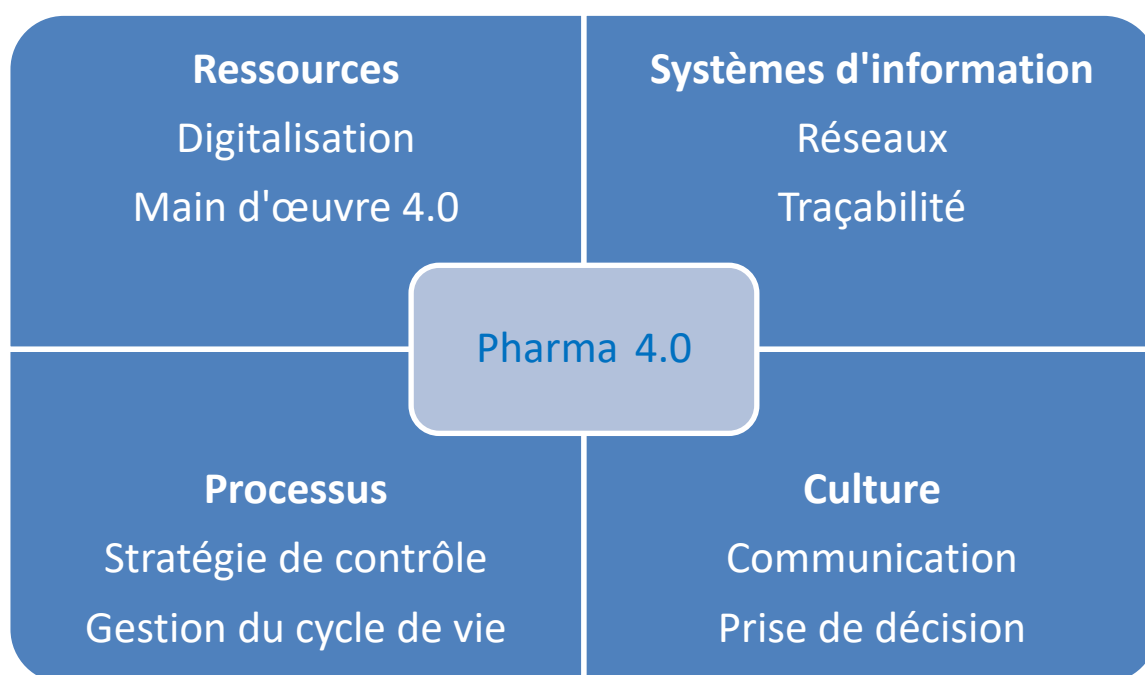 Ressources
Digitalisation
Main d'œuvre 4.0
Systèmes d'information
Réseaux
Traçabilité
Pharma 4.0
Processus
Stratégie de contrôle
Gestion du cycle de vie
Culture
Communication
Prise de décision